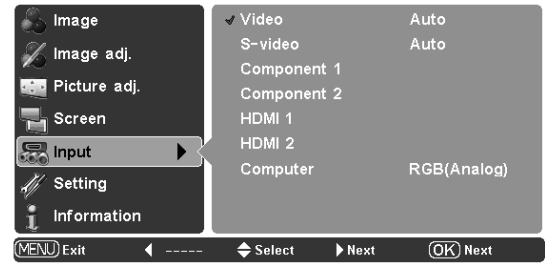 Image
Image adj.
Picture adj.
Screen
Input
Setting
Information
Video Auto
S-video Auto
Component 1
Component 2
HDMI 1
HDMI 2
Computer RGB(Analog)
MENU Exit ----- Select Next OK Next